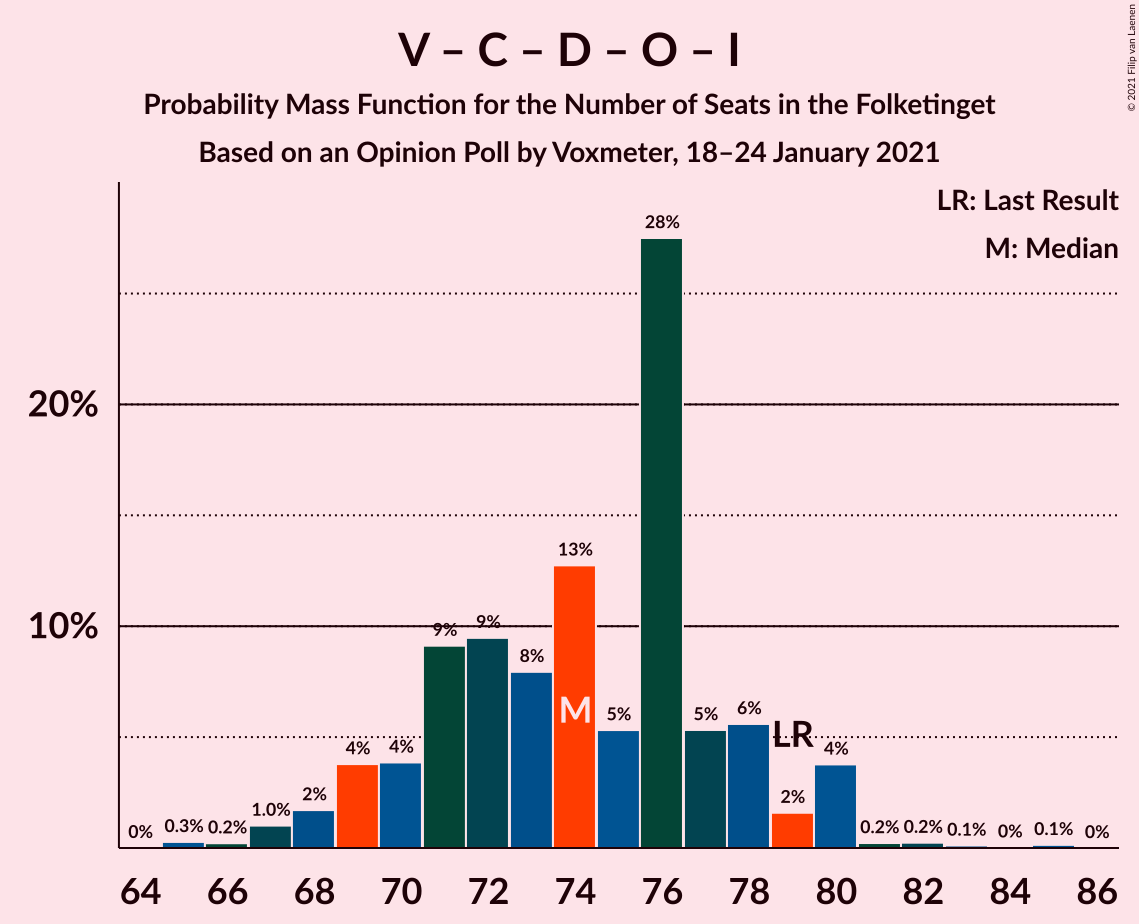 V – C – D – O – I
Probability Mass Function for the Number of Seats in the Folketinget
Based on an Opinion Poll by Voxmeter, 18–24 January 2021
© 2021 Filip van Laenen
LR: Last Result
M: Median
28%
20%
13%
10%
9%
9%
8%
M
5%
5%
6%
LR
4%
4%
4%
2%
2%
1.0%
0%
0.3%
0.2%
0.2%
0.2%
0.1%
0%
0.1%
0%
64 66 68 70 72 74 76 78 80 82 84 86